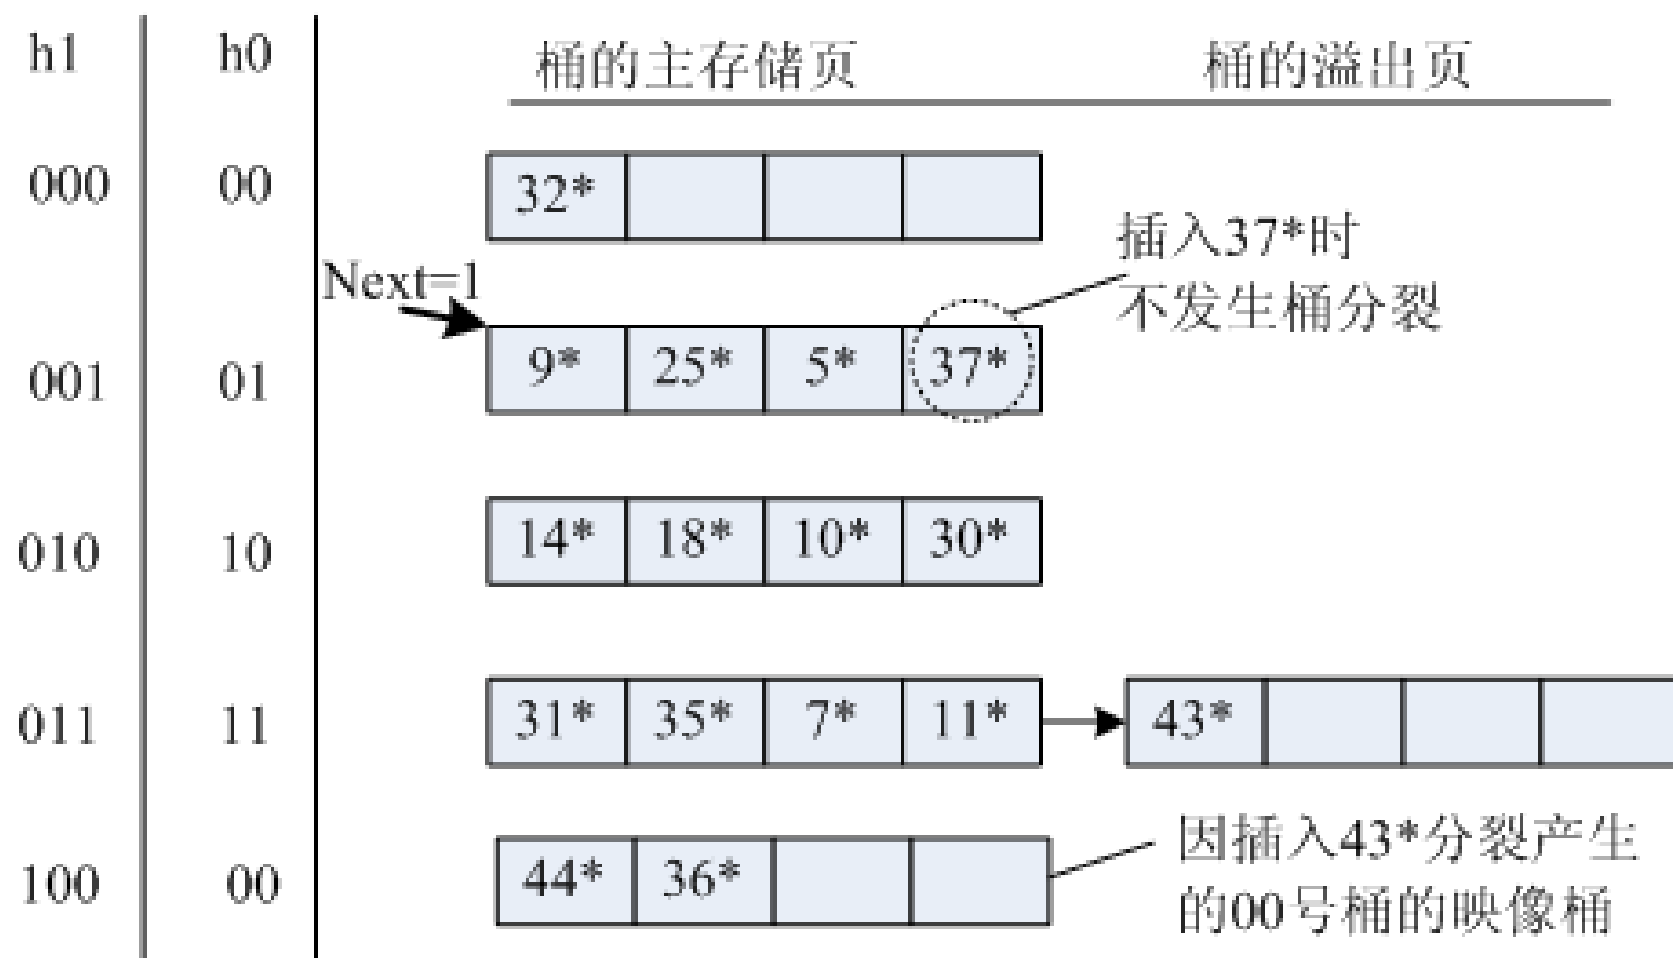 h1 h0 桶的主存储页 桶的溢出页
000 00 32*
插入37*时
不发生桶分裂
Next=1
001 01 9* 25* 5* 37*
010 10 14* 18* 10* 30*
011 11 31* 35* 7* 11* 43*
100 00 44* 36*
因插入43*分裂产生
的00号桶的映像桶